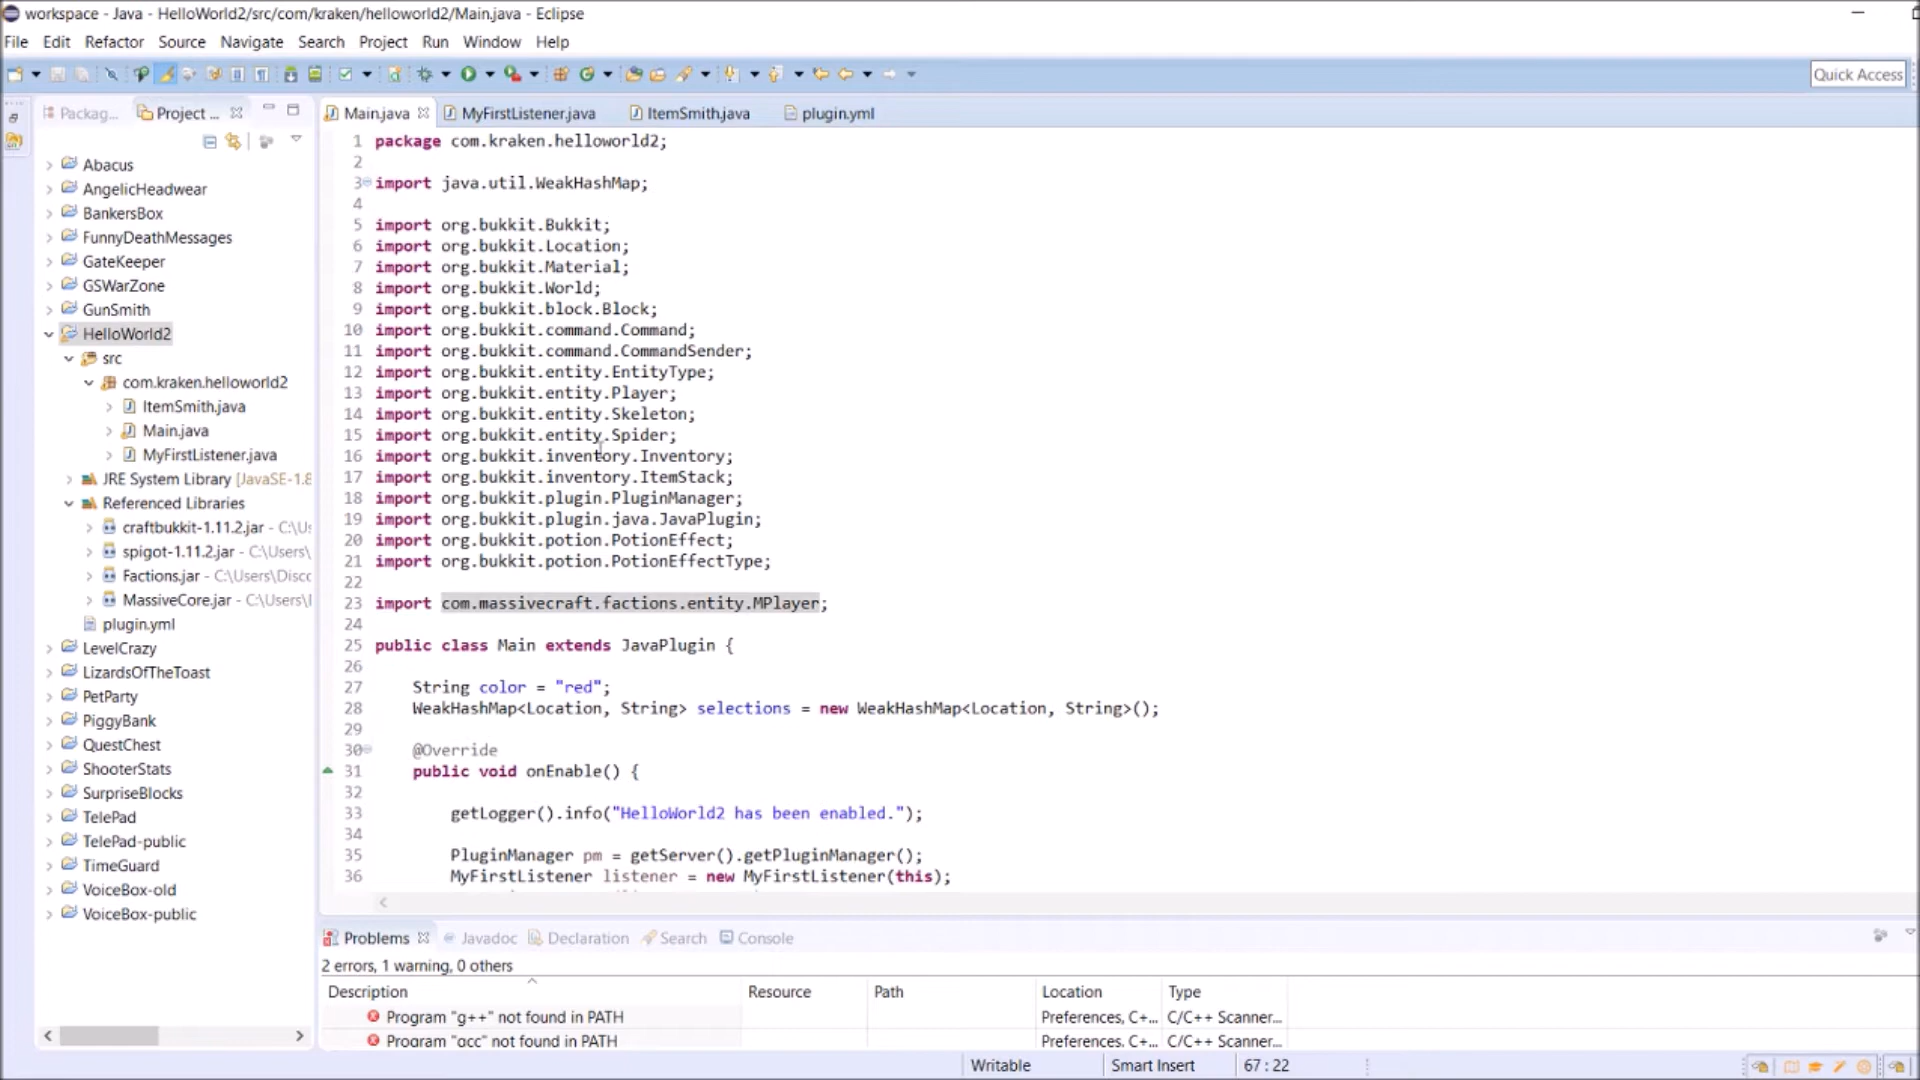 workspace - Java - HelloWorld2/src/com/kraken/helloworld2/Main.java - Eclipse
File Edit Refactor Source Navigate Search Project Run Window Help
Quick Access
Packag... Project ...
Main.java MyFirstListener.java ItemSmith.java plugin.yml
Abacus
AngelicHeadwear
BankersBox
FunnyDeathMessages
GateKeeper
GSWarZone
GunSmith
HelloWorld2
src
com.kraken.helloworld2
ItemSmith.java
Main.java
MyFirstListener.java
JRE System Library [JavaSE-1.8
Referenced Libraries
craftbukkit-1.11.2.jar - C:\Us
spigot-1.11.2.jar - C:\Users\
Factions.jar - C:\Users\Disco
MassiveCore.jar - C:\Users\
plugin.yml
LevelCrazy
LizardsOfTheToast
PetParty
PiggyBank
QuestChest
ShooterStats
SurpriseBlocks
TelePad
TelePad-public
TimeGuard
VoiceBox-old
VoiceBox-public
1 package com.kraken.helloworld2;
2
3 import java.util.WeakHashMap;
4
5 import org.bukkit.Bukkit;
6 import org.bukkit.Location;
7 import org.bukkit.Material;
8 import org.bukkit.World;
9 import org.bukkit.block.Block;
10 import org.bukkit.command.Command;
11 import org.bukkit.command.CommandSender;
12 import org.bukkit.entity.EntityType;
13 import org.bukkit.entity.Player;
14 import org.bukkit.entity.Skeleton;
15 import org.bukkit.entity.Spider;
16 import org.bukkit.inventory.Inventory;
17 import org.bukkit.inventory.ItemStack;
18 import org.bukkit.plugin.PluginManager;
19 import org.bukkit.plugin.java.JavaPlugin;
20 import org.bukkit.potion.PotionEffect;
21 import org.bukkit.potion.PotionEffectType;
22
23 import com.massivecraft.factions.entity.MPlayer;
24
25 public class Main extends JavaPlugin {
26
27 String color = "red";
28 WeakHashMap<Location, String> selections = new WeakHashMap<Location, String>();
29
30 @Override
31 public void onEnable() {
32
33 getLogger().info("HelloWorld2 has been enabled.");
34
35 PluginManager pm = getServer().getPluginManager();
36 MyFirstListener listener = new MyFirstListener(this);
Problems Javadoc Declaration Search Console
2 errors, 1 warning, 0 others
Description Resource Path Location Type
Program "g++" not found in PATH Preferences, C+... C/C++ Scanner...
Program "gcc" not found in PATH Preferences, C+... C/C++ Scanner...
Writable Smart Insert 67 : 22